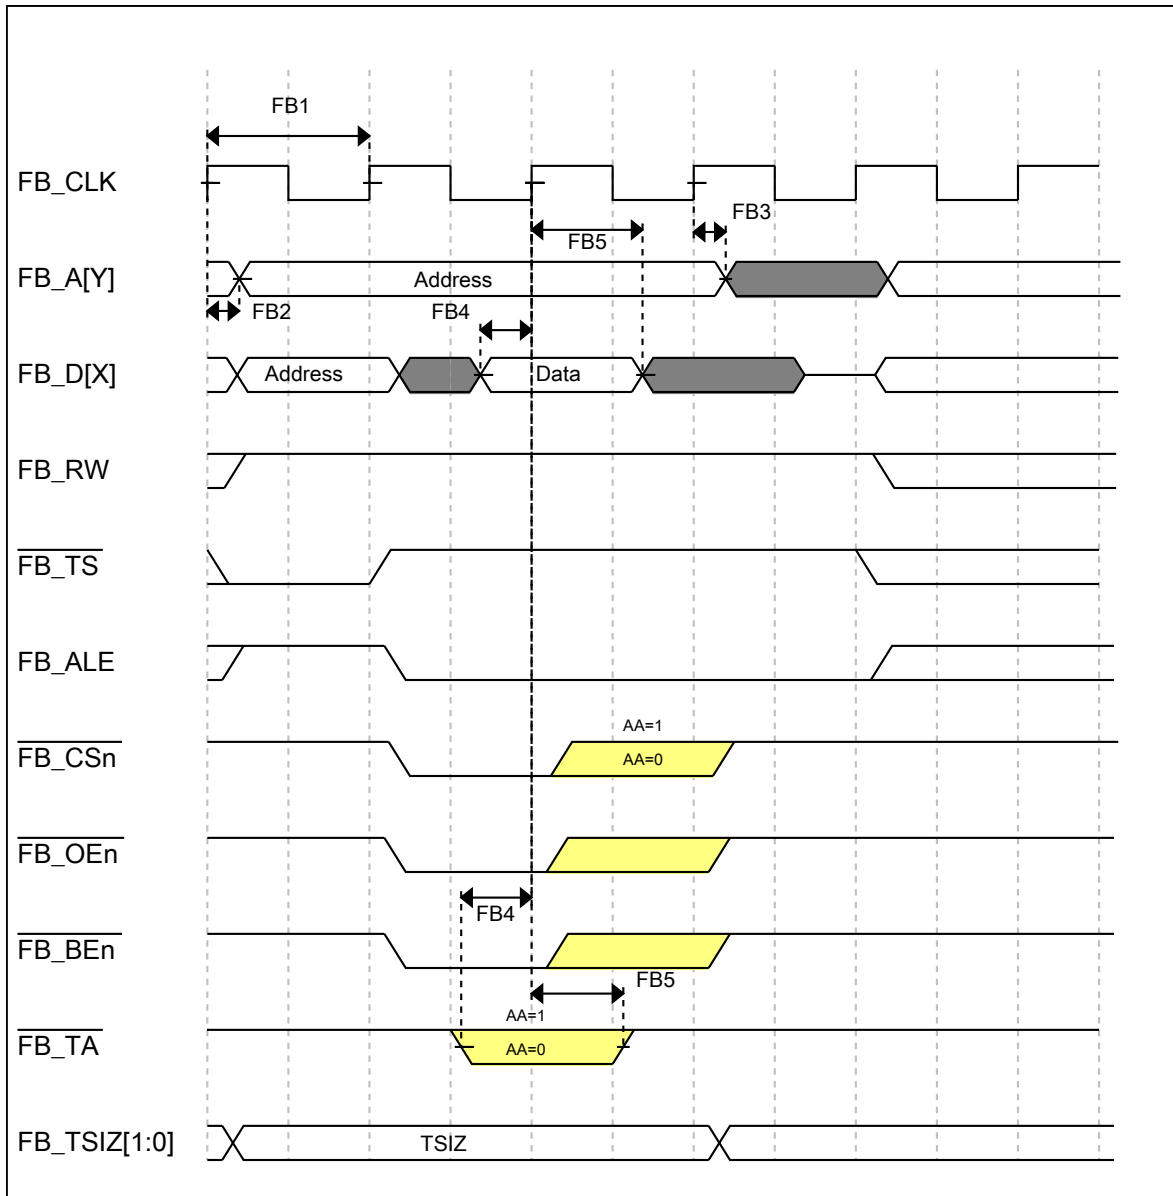 FB1
FB_CLK
FB3
FB5
FB_A[Y]
Address
FB2
FB4
FB_D[X]
Address
Data
FB_RW
FB_TS
FB_ALE
AA=1
FB_CSn
AA=0
FB_OEn
FB4
FB_BEn
FB5
AA=1
FB_TA
AA=0
FB_TSIZ[1:0]
TSIZ